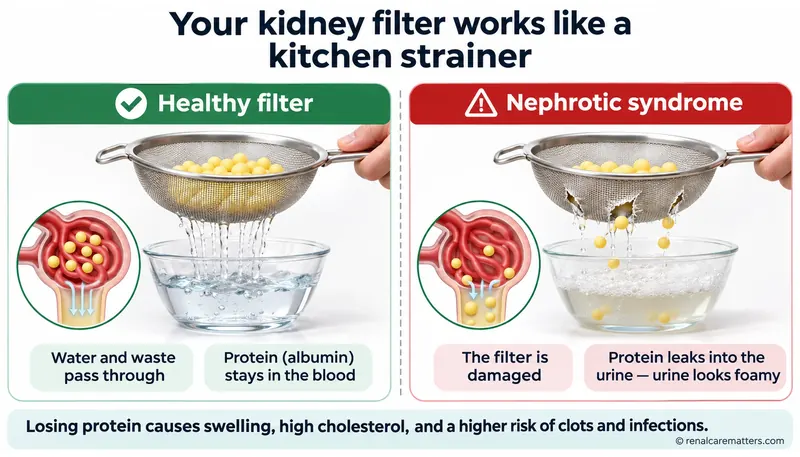 Your kidney filter works like a
kitchen strainer
Healthy filter
Nephrotic syndrome
Water and waste
pass through
Protein (albumin)
stays in the blood
The filter is
damaged
Protein leaks into the
urine — urine looks foamy
Losing protein causes swelling, high cholesterol, and a higher risk of clots and infections.
© renalcarematters.com